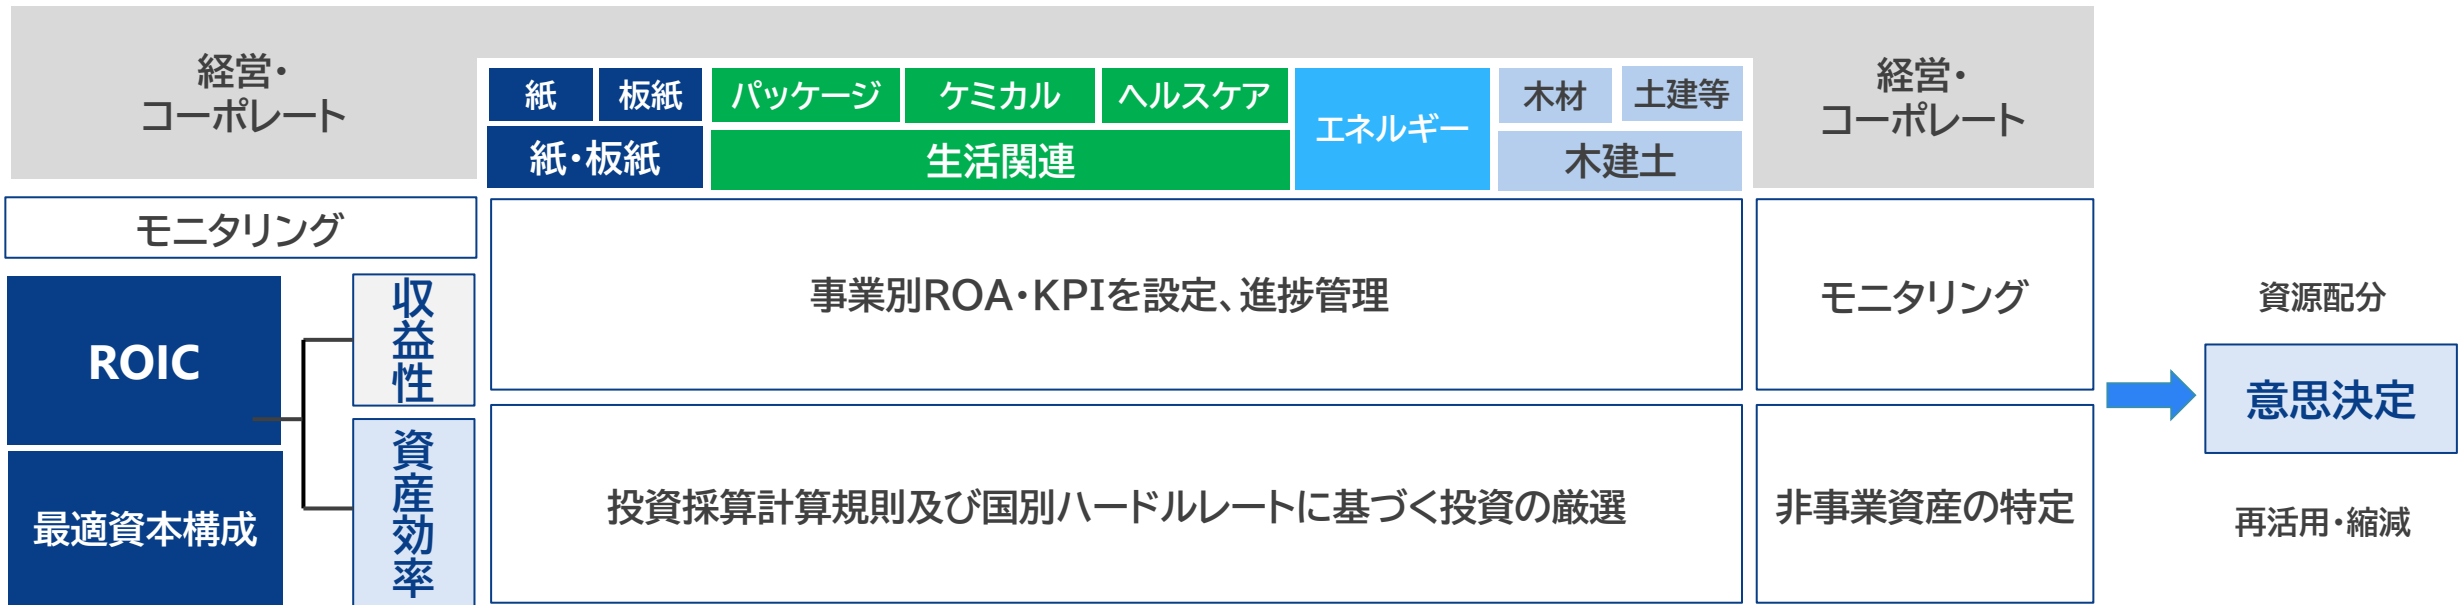 経営・
コーポレート
紙
板紙
パッケージ
ケミカル
ヘルスケア
エネルギー
木材
土建等
紙・板紙
生活関連
木建土
経営・
コーポレート
モニタリング
ROIC
最適資本構成
収益性
資産効率
事業別ROA・KPIを設定、進捗管理
投資採算計算規則及び国別ハードルレートに基づく投資の厳選
モニタリング
非事業資産の特定
資源配分
意思決定
再活用・縮減